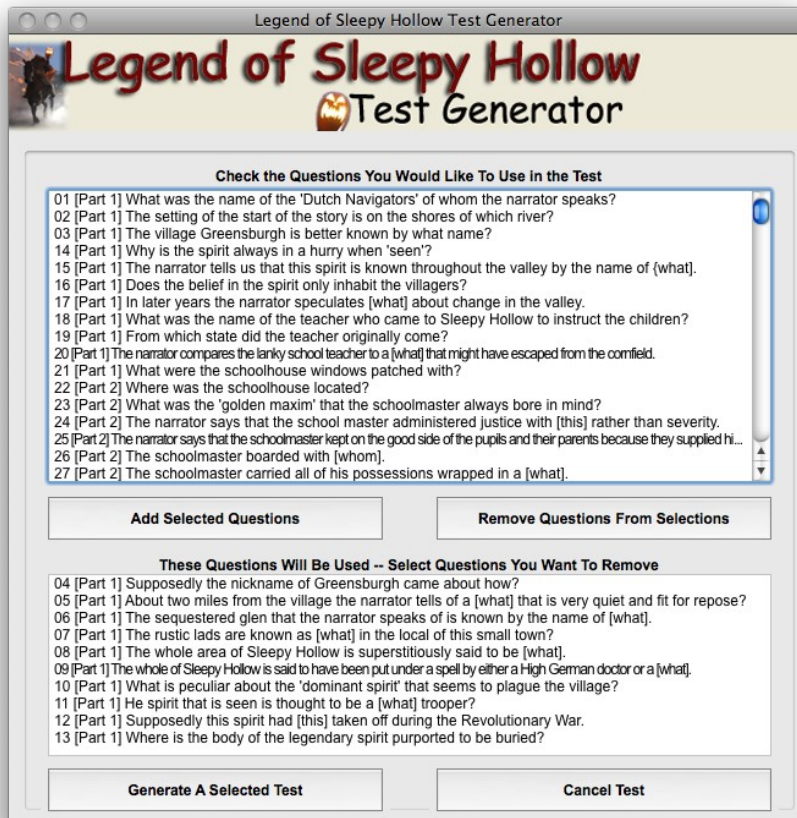 Legend of Sleepy Hollow Test Generator
Legend of Sleepy Hollow
Test Generator
Check the Questions You Would Like To Use in the Test
01 [Part 1] What was the name of the 'Dutch Navigators' of whom the narrator speaks?
02 [Part 1] The setting of the start of the story is on the shores of which river?
03 [Part 1] The village Greensburgh is better known by what name?
14 [Part 1] Why is the spirit always in a hurry when 'seen'?
15 [Part 1] The narrator tells us that this spirit is known throughout the valley by the name of {what].
16 [Part 1] Does the belief in the spirit only inhabit the villagers?
17 [Part 1] In later years the narrator speculates [what] about change in the valley.
18 [Part 1] What was the name of the teacher who came to Sleepy Hollow to instruct the children?
19 [Part 1] From which state did the teacher originally come?
20 [Part 1] The narrator compares the lanky school teacher to a [what] that might have escaped from the cornfield.
21 [Part 1] What were the schoolhouse windows patched with?
22 [Part 2] Where was the schoolhouse located?
23 [Part 2] What was the 'golden maxim' that the schoolmaster always bore in mind?
24 [Part 2] The narrator says that the school master administered justice with [this] rather than severity.
25 [Part 2] The narrator says that the schoolmaster kept on the good side of the pupils and their parents because they supplied hi...
26 [Part 2] The schoolmaster boarded with [whom].
27 [Part 2] The schoolmaster carried all of his possessions wrapped in a [what].
Add Selected Questions
Remove Questions From Selections
These Questions Will Be Used -- Select Questions You Want To Remove
04 [Part 1] Supposedly the nickname of Greensburgh came about how?
05 [Part 1] About two miles from the village the narrator tells of a [what] that is very quiet and fit for repose?
06 [Part 1] The sequestered glen that the narrator speaks of is known by the name of [what].
07 [Part 1] The rustic lads are known as [what] in the local of this small town?
08 [Part 1] The whole area of Sleepy Hollow is superstitiously said to be [what].
09 [Part 1] The whole of Sleepy Hollow is said to have been put under a spell by either a High German doctor or a [what].
10 [Part 1] What is peculiar about the 'dominant spirit' that seems to plague the village?
11 [Part 1] He spirit that is seen is thought to be a [what] trooper?
12 [Part 1] Supposedly this spirit had [this] taken off during the Revolutionary War.
13 [Part 1] Where is the body of the legendary spirit purported to be buried?
Generate A Selected Test
Cancel Test